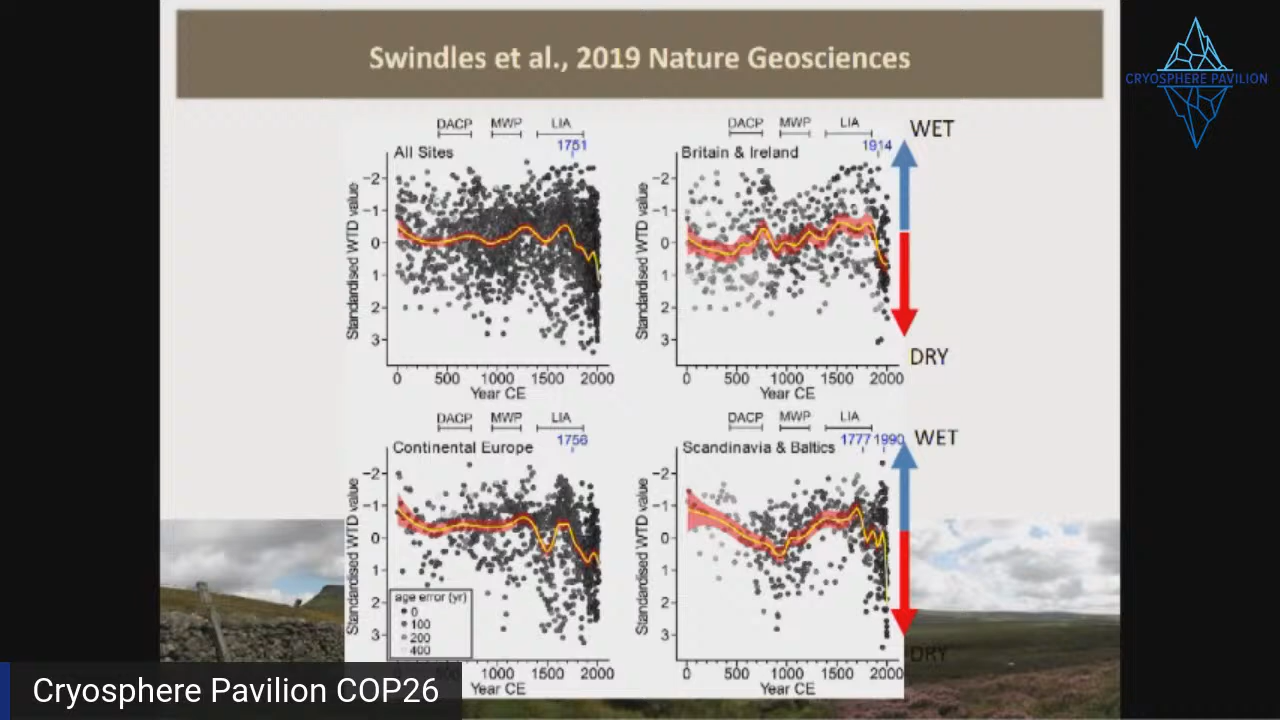 Swindles et al., 2019 Nature Geosciences
CRYOSPHERE PAVILION
DACP MWP LIA
1751
All Sites
Standardised WTD value
−2
−1
0
1
2
3
0 500 1000 1500 2000
Year CE
DACP MWP LIA
1914
Britain & Ireland
Standardised WTD value
−2
−1
0
1
2
3
0 500 1000 1500 2000
Year CE
WET
DRY
DACP MWP LIA
1756
Continental Europe
Standardised WTD value
−2
−1
0
1
2
3
age error (yr)
0
100
200
400
1000 1500 2000
Year CE
DACP MWP LIA
1777 1990
Scandinavia & Baltics
Standardised WTD value
−2
−1
0
1
2
3
0 500 1000 1500 2000
Year CE
WET
DRY
Cryosphere Pavilion COP26